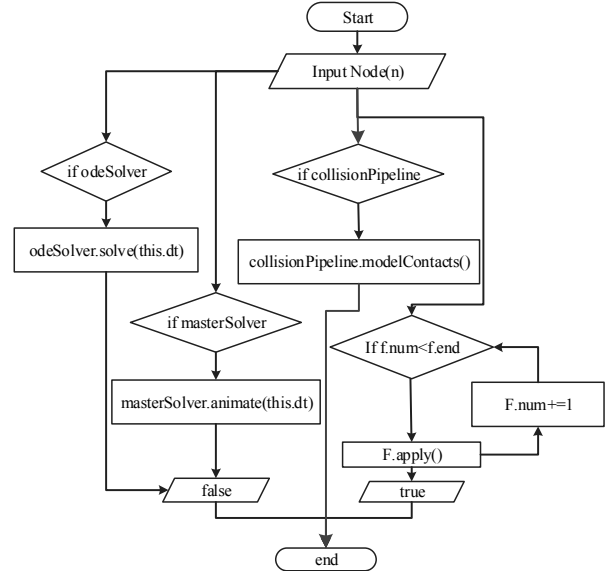 Start
Input Node(n)
if odeSolver
if collisionPipeline
odeSolver.solve(this.dt)
collisionPipeline.modelContacts()
if masterSolver
If f.num<f.end
masterSolver.animate(this.dt)
F.num+=1
F.apply()
false
true
end